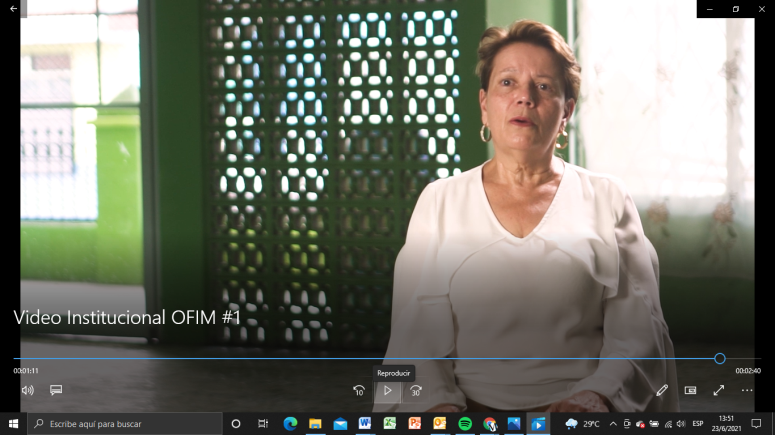 Video Institucional OFIM #1
Reproducir
00:01:11
00:02:40
10
30
Escribe aquí para buscar
29°C
ESP
13:51
23/6/2021